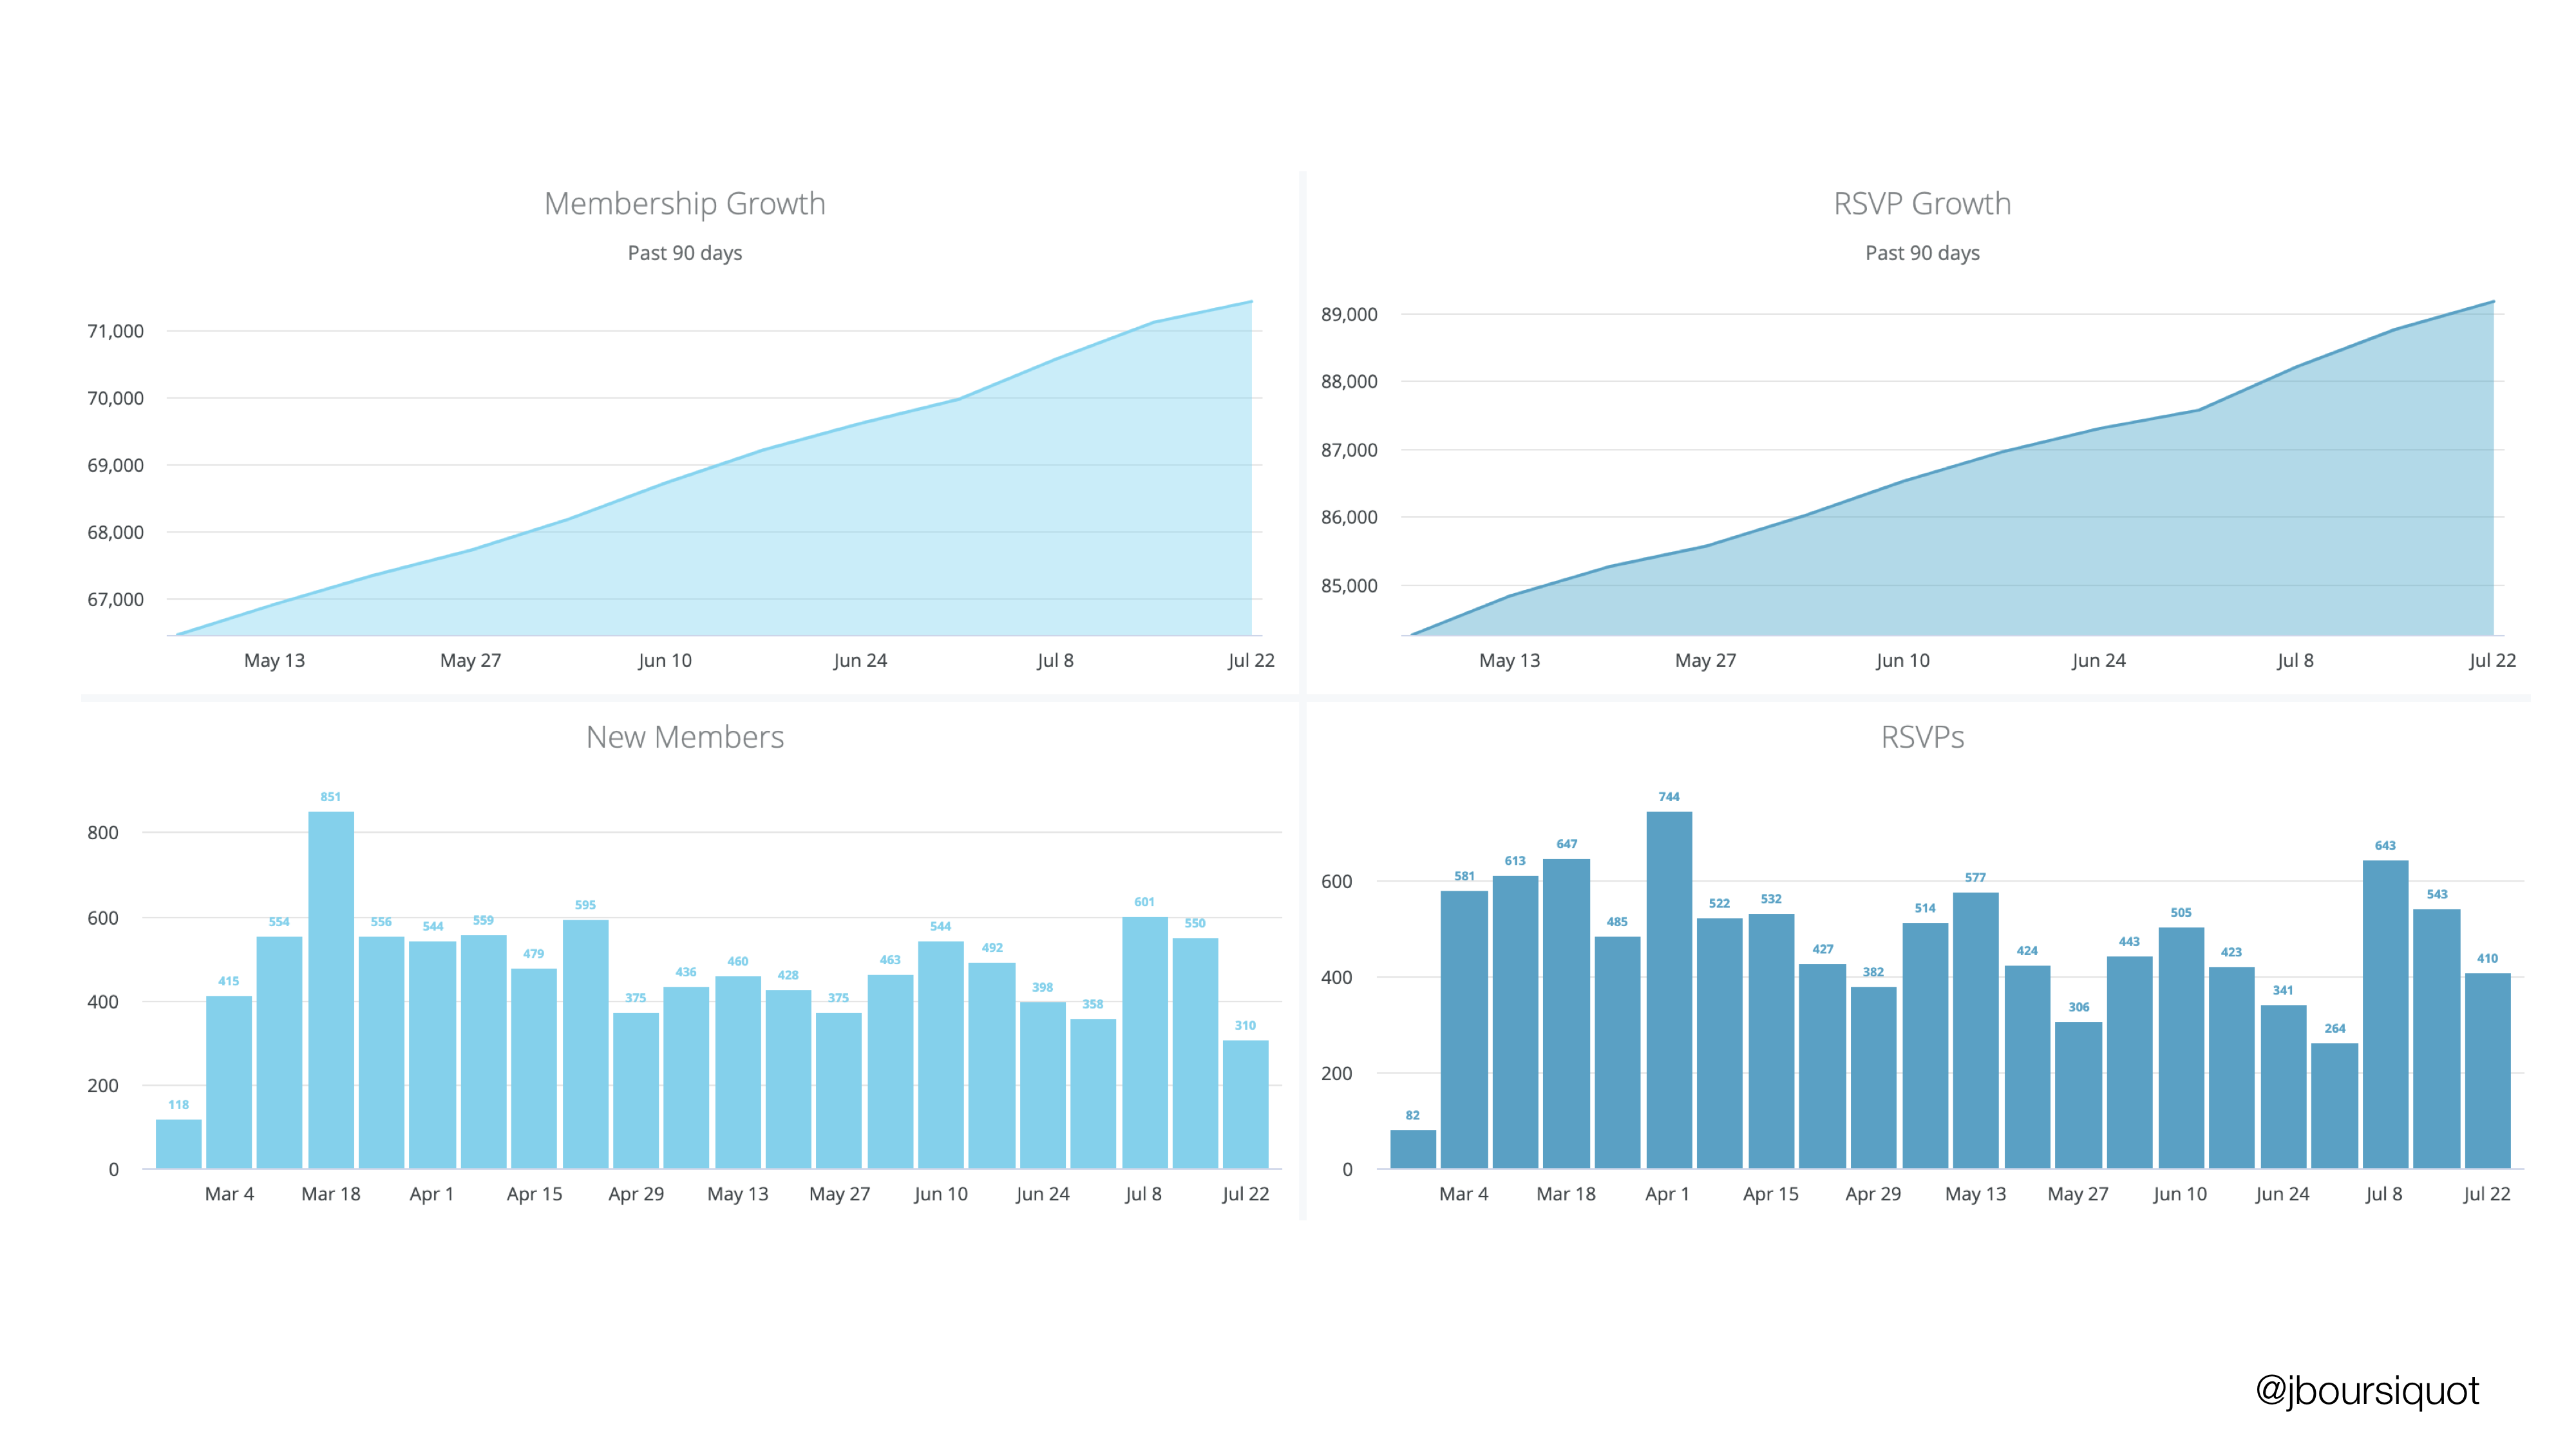 Membership Growth
Past 90 days
71,000
70,000
69,000
68,000
67,000
May 13 May 27 Jun 10 Jun 24 Jul 8 Jul 22
RSVP Growth
Past 90 days
89,000
88,000
87,000
86,000
85,000
May 13 May 27 Jun 10 Jun 24 Jul 8 Jul 22
New Members
800
600
400
200
0
118 415 554 851 556 544 559 479 595 375 436 460 428 375 463 544 492 398 358 601 550 310
Mar 4 Mar 18 Apr 1 Apr 15 Apr 29 May 13 May 27 Jun 10 Jun 24 Jul 8 Jul 22
RSVPs
600
400
200
0
82 581 613 647 485 744 522 532 427 382 514 577 424 306 443 505 423 341 264 643 543 410
Mar 4 Mar 18 Apr 1 Apr 15 Apr 29 May 13 May 27 Jun 10 Jun 24 Jul 8 Jul 22
@jboursiquot